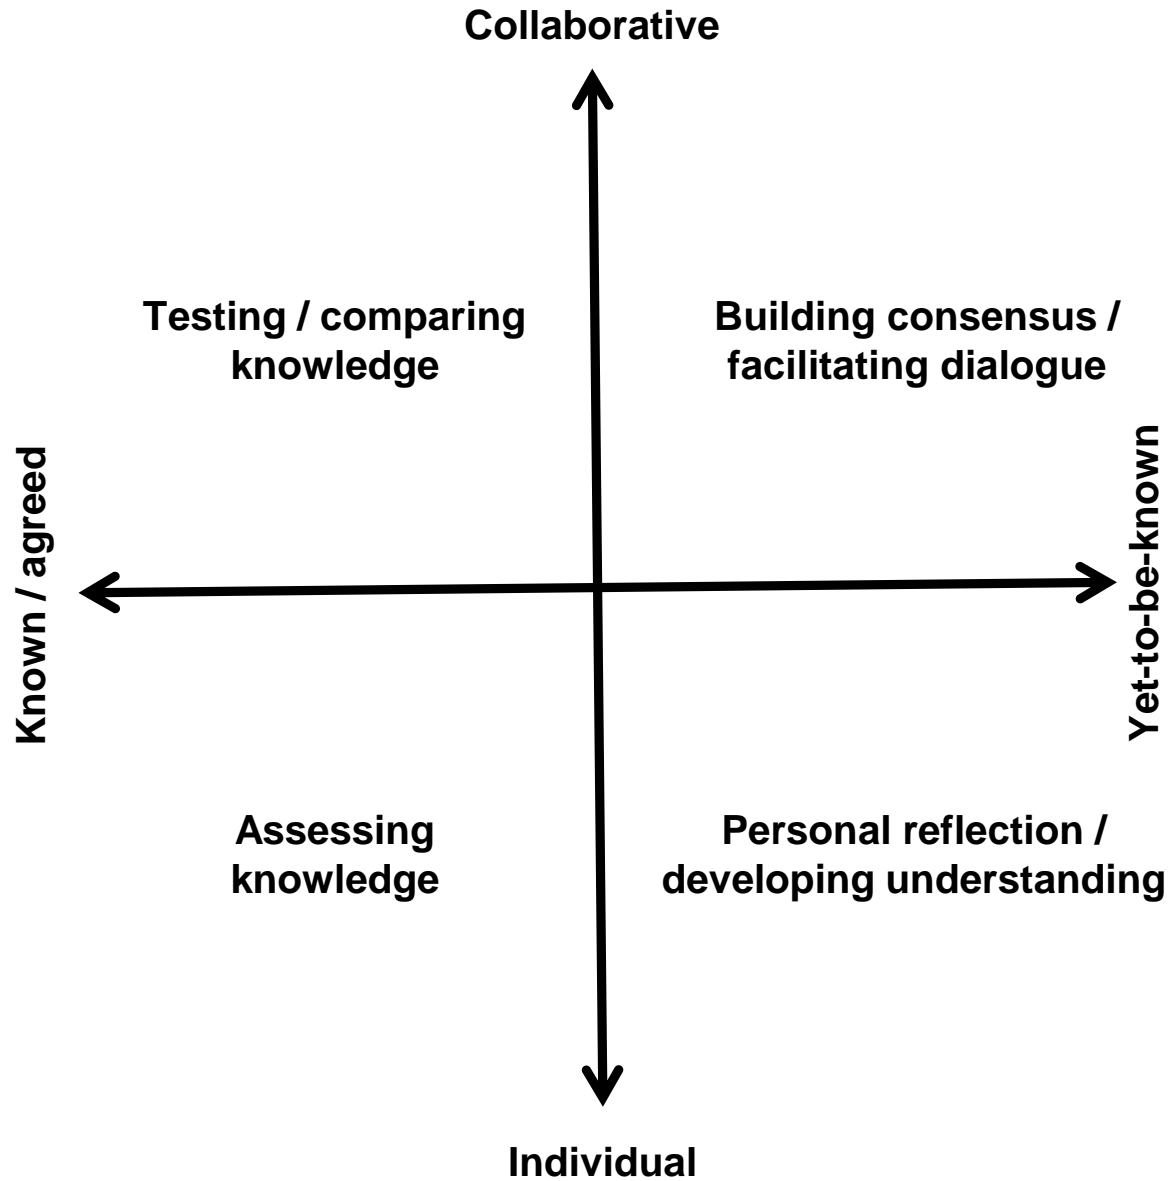 Collaborative
Testing / comparing
knowledge
Building consensus /
facilitating dialogue
Known / agreed
Yet-to-be-known
Assessing
knowledge
Personal reflection /
developing understanding
Individual